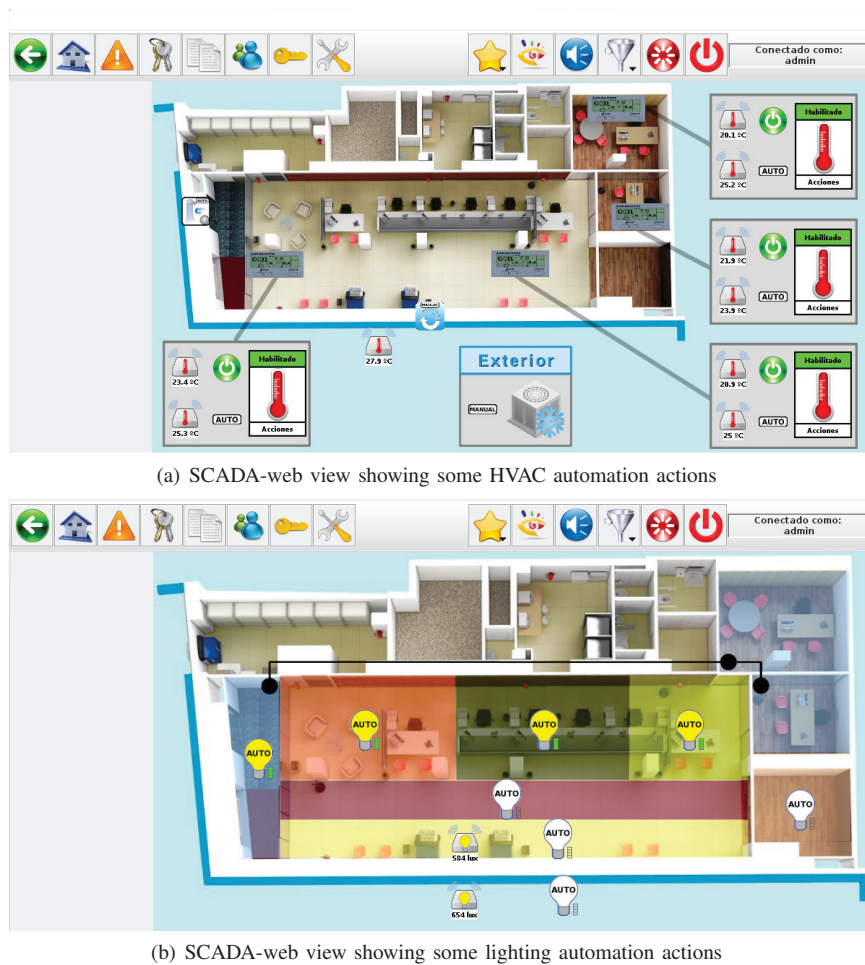 Conectado como:
admin
20.1 ºC
Habilitado
25.2 ºC
AUTO
Acciones
AUTO
21.9 ºC
Habilitado
23.9 ºC
AUTO
Acciones
MANUAL
27.9 ºC
23.4 ºC
Habilitado
25.3 ºC
AUTO
Acciones
Exterior
MANUAL
20.9 ºC
Habilitado
25 ºC
AUTO
Acciones
(a) SCADA-web view showing some HVAC automation actions
Conectado como:
admin
AUTO
AUTO
AUTO
AUTO
AUTO
AUTO
AUTO
584 lux
AUTO
654 lux
(b) SCADA-web view showing some lighting automation actions